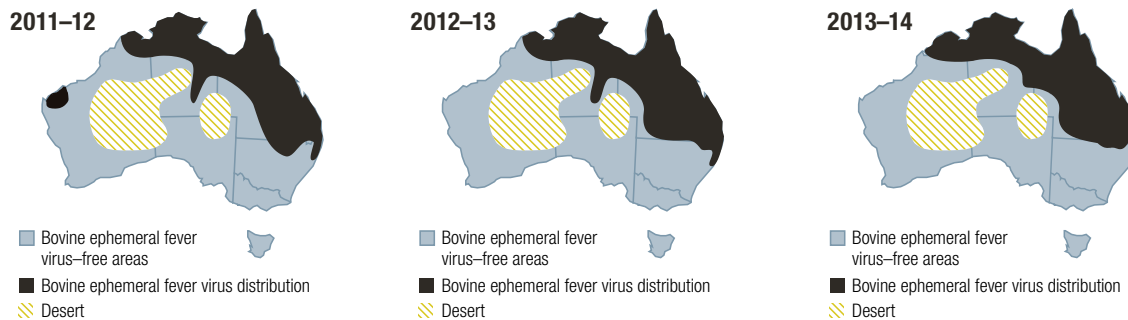 2011–12
Bovine ephemeral fever
virus–free areas
Bovine ephemeral fever virus distribution
Desert
2012–13
Bovine ephemeral fever
virus–free areas
Bovine ephemeral fever virus distribution
Desert
2013–14
Bovine ephemeral fever
virus–free areas
Bovine ephemeral fever virus distribution
Desert